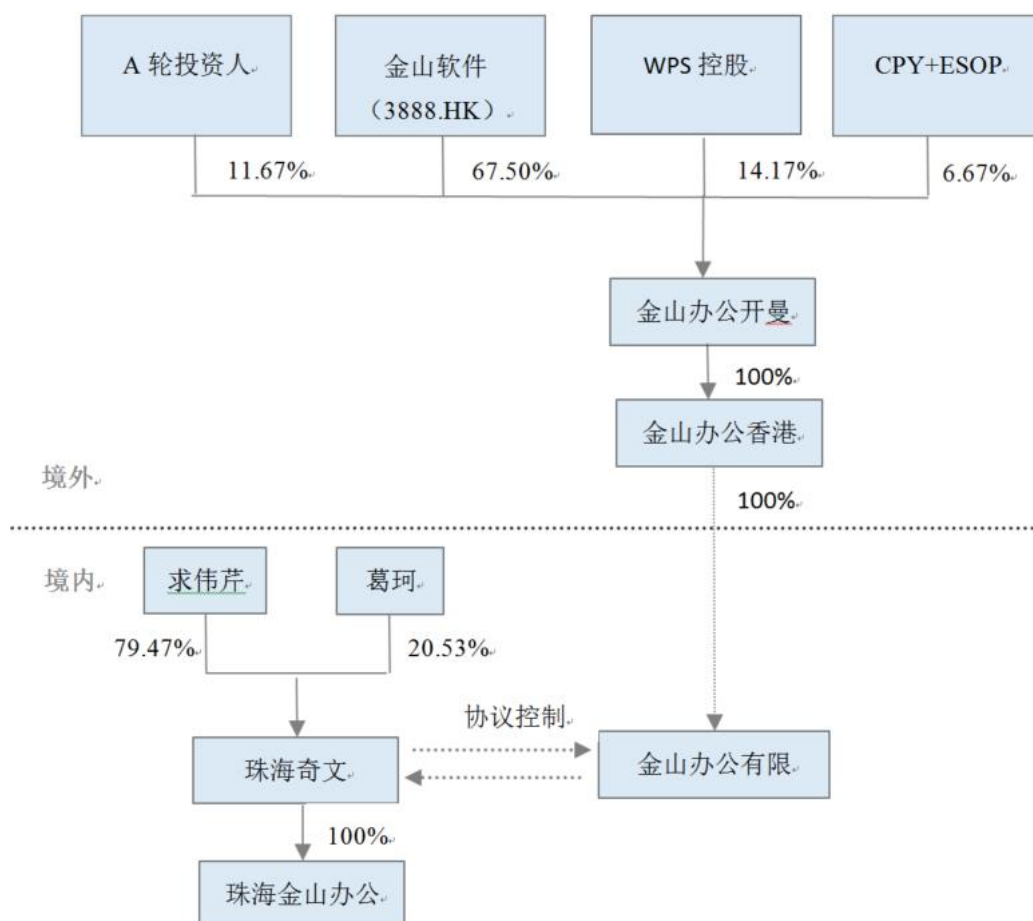 A 轮投资人
金山软件
（3888.HK）
WPS 控股
CPY+ESOP
11.67%
67.50%
14.17%
6.67%
金山办公开曼
100%
金山办公香港
境外
100%
境内
求伟芹
葛珂
79.47%
20.53%
协议控制
珠海奇文
金山办公有限
100%
珠海金山办公